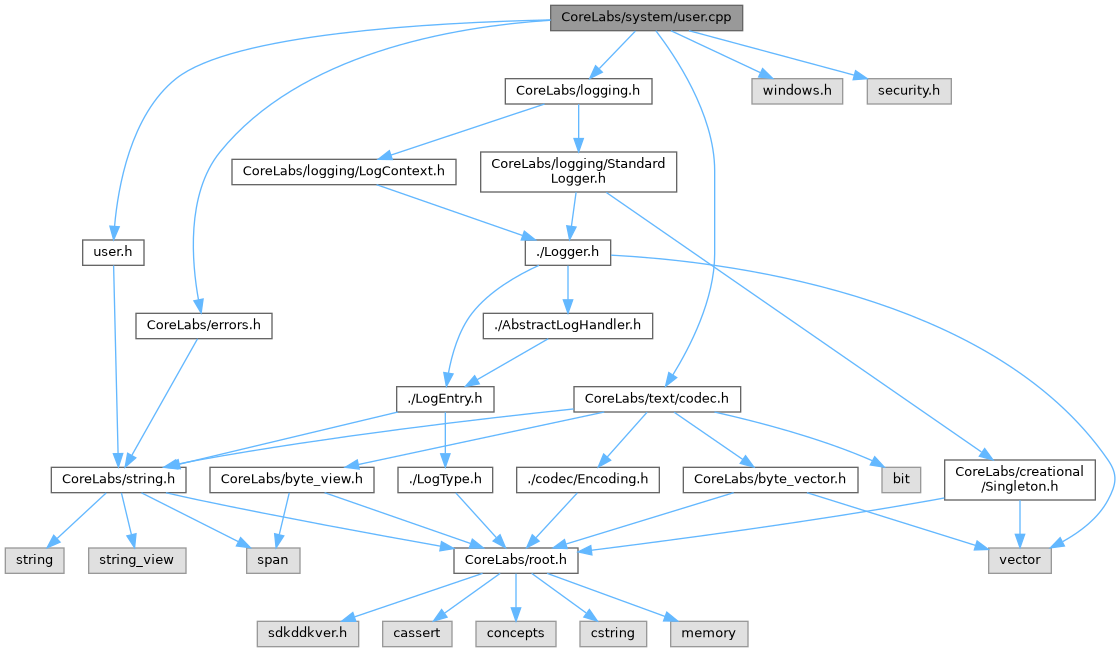 CoreLabs/system/user.cpp
CoreLabs/logging.h
windows.h
security.h
CoreLabs/logging/LogContext.h
CoreLabs/logging/Standard
Logger.h
user.h
./Logger.h
CoreLabs/errors.h
./AbstractLogHandler.h
./LogEntry.h
CoreLabs/text/codec.h
CoreLabs/string.h
CoreLabs/byte_view.h
./LogType.h
./codec/Encoding.h
CoreLabs/byte_vector.h
bit
CoreLabs/creational
/Singleton.h
string
string_view
span
CoreLabs/root.h
vector
sdkddkver.h
cassert
concepts
cstring
memory